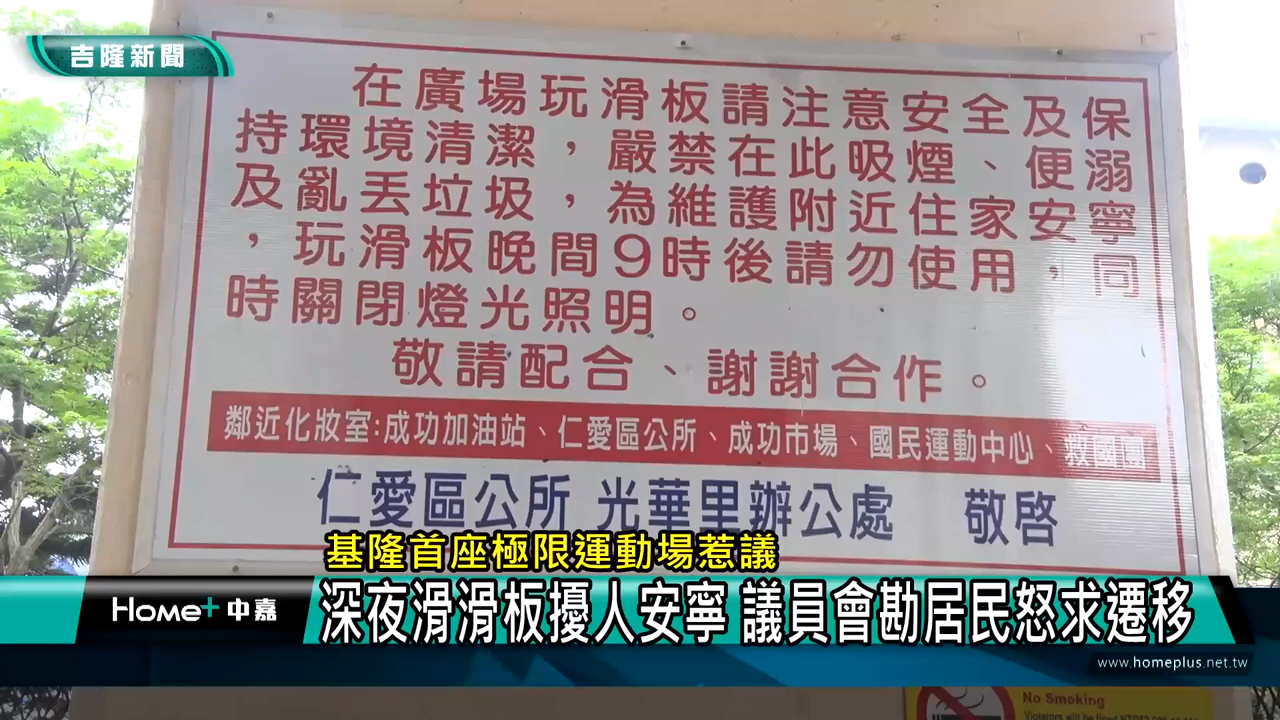 吉隆新聞
在廣場玩滑板請注意安全及保
持環境清潔，嚴禁在此吸煙、便溺
及亂丟垃圾，為維護附近住家安寧
，玩滑板晚間9時後請勿使用，同
時關閉燈光照明。
敬請配合、謝謝合作。
鄰近化妝室:成功加油站、仁愛區公所、成功市場、國民運動中心、救國團
仁愛區公所 光華里辦公處 敬啓
基隆首座極限運動場惹議
Home+中嘉
深夜滑滑板擾人安寧 議員會勘居民怒求遷移
www.homeplus.net.tw
No Smoking
Violators will be fined